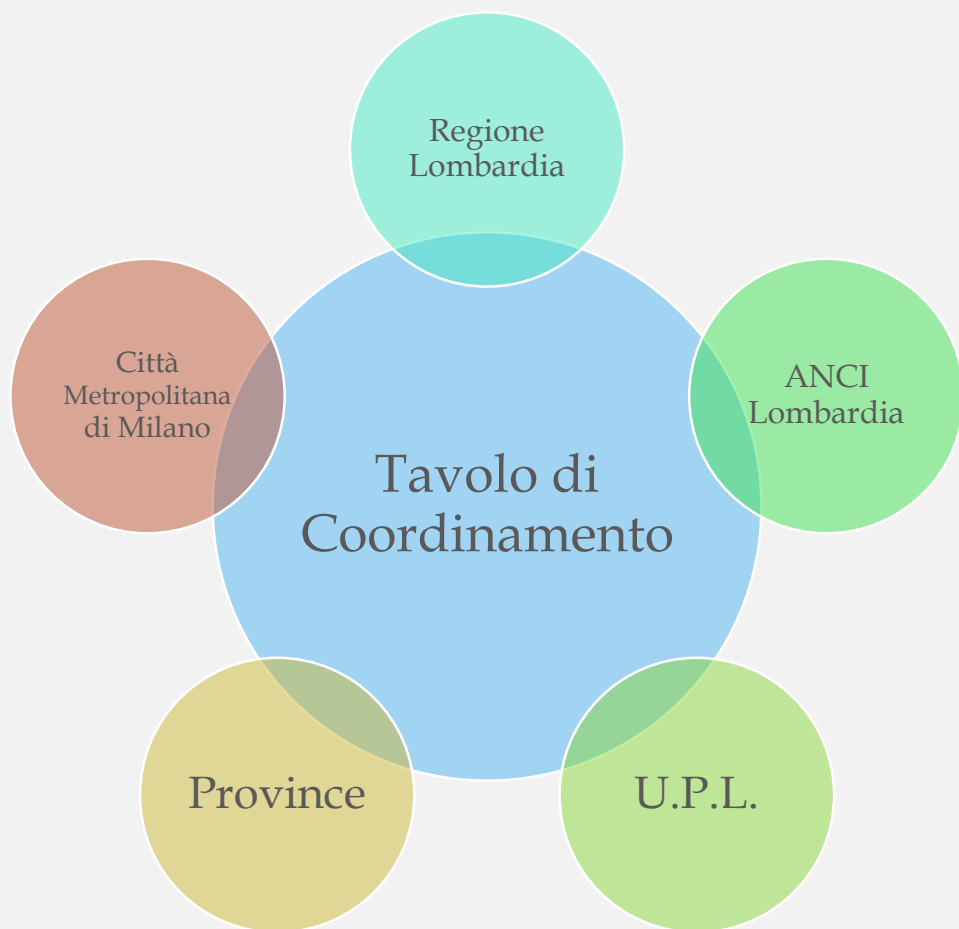 Regione
Lombardia
Città
Metropolitana
di Milano
ANCI
Lombardia
Tavolo di
Coordinamento
Province
U.P.L.